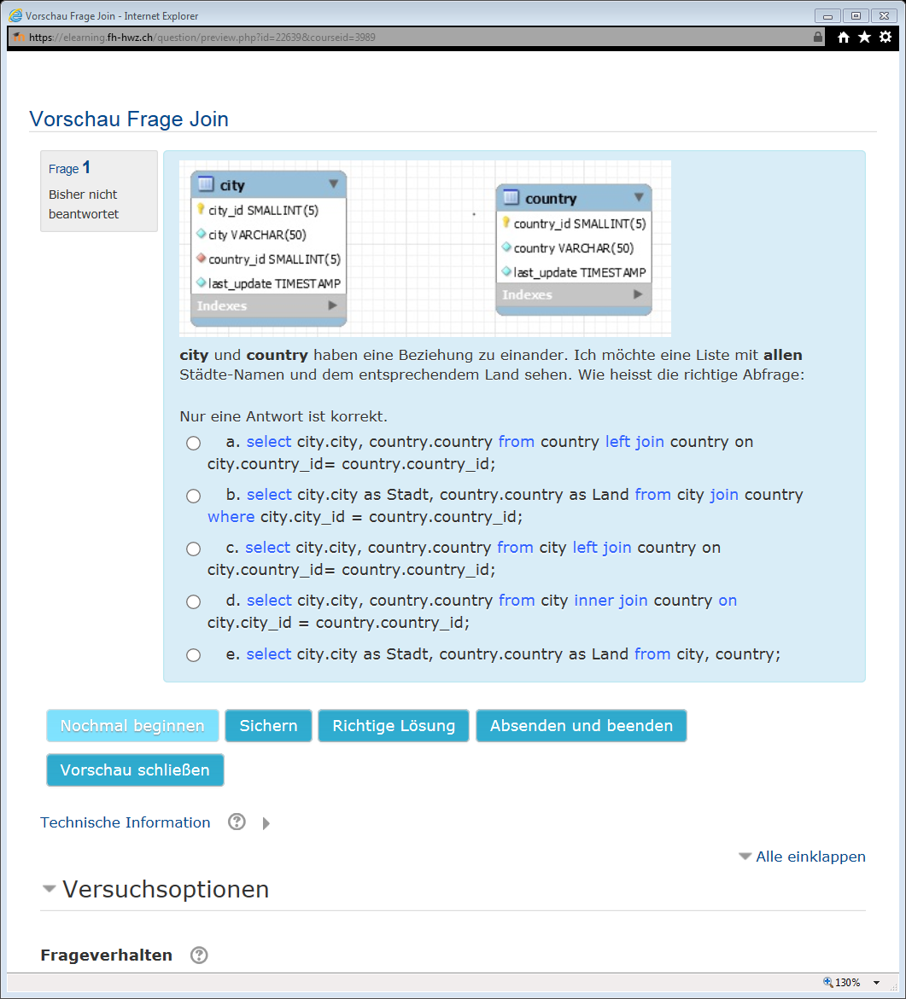 Vorschau Frage Join - Internet Explorer
https://elearning.fh-hwz.ch/question/preview.php?id=22639&courseid=3989
Vorschau Frage Join
Frage 1
Bisher nicht
beantwortet
city
city_id SMALLINT(5)
city VARCHAR(50)
country_id SMALLINT(5)
last_update TIMESTAMP
Indexes
country
country_id SMALLINT(5)
country VARCHAR(50)
last_update TIMESTAMP
Indexes
city und country haben eine Beziehung zu einander. Ich möchte eine Liste mit allen
Städte-Namen und dem entsprechendem Land sehen. Wie heisst die richtige Abfrage:
Nur eine Antwort ist korrekt.
a. select city.city, country.country from country left join country on
city.country_id= country.country_id;
b. select city.city as Stadt, country.country as Land from city join country
where city.city_id = country.country_id;
c. select city.city, country.country from city left join country on
city.country_id= country.country_id;
d. select city.city, country.country from city inner join country on
city.city_id = country.country_id;
e. select city.city as Stadt, country.country as Land from city, country;
Nochmal beginnen
Sichern
Richtige Lösung
Absenden und beenden
Vorschau schließen
Technische Information
Alle einklappen
Versuchsoptionen
Frageverhalten
130%